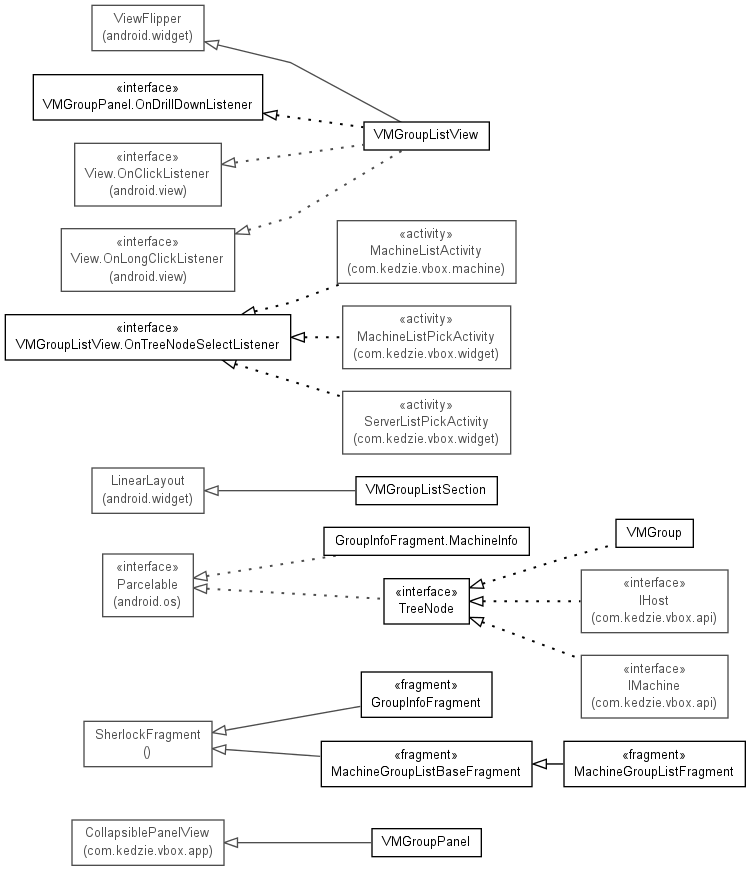 ViewFlipper
(android.widget)
«interface»
VMGroupPanel.OnDrillDownListener
VMGroupListView
«interface»
View.OnClickListener
(android.view)
«interface»
View.OnLongClickListener
(android.view)
«activity»
MachineListActivity
(com.kedzie.vbox.machine)
«interface»
VMGroupListView.OnTreeNodeSelectListener
«activity»
MachineListPickActivity
(com.kedzie.vbox.widget)
«activity»
ServerListPickActivity
(com.kedzie.vbox.widget)
LinearLayout
(android.widget)
VMGroupListSection
GroupInfoFragment.MachineInfo
VMGroup
«interface»
Parcelable
(android.os)
«interface»
TreeNode
«interface»
IHost
(com.kedzie.vbox.api)
«interface»
IMachine
(com.kedzie.vbox.api)
«fragment»
GroupInfoFragment
SherlockFragment
()
«fragment»
MachineGroupListBaseFragment
«fragment»
MachineGroupListFragment
CollapsiblePanelView
(com.kedzie.vbox.app)
VMGroupPanel